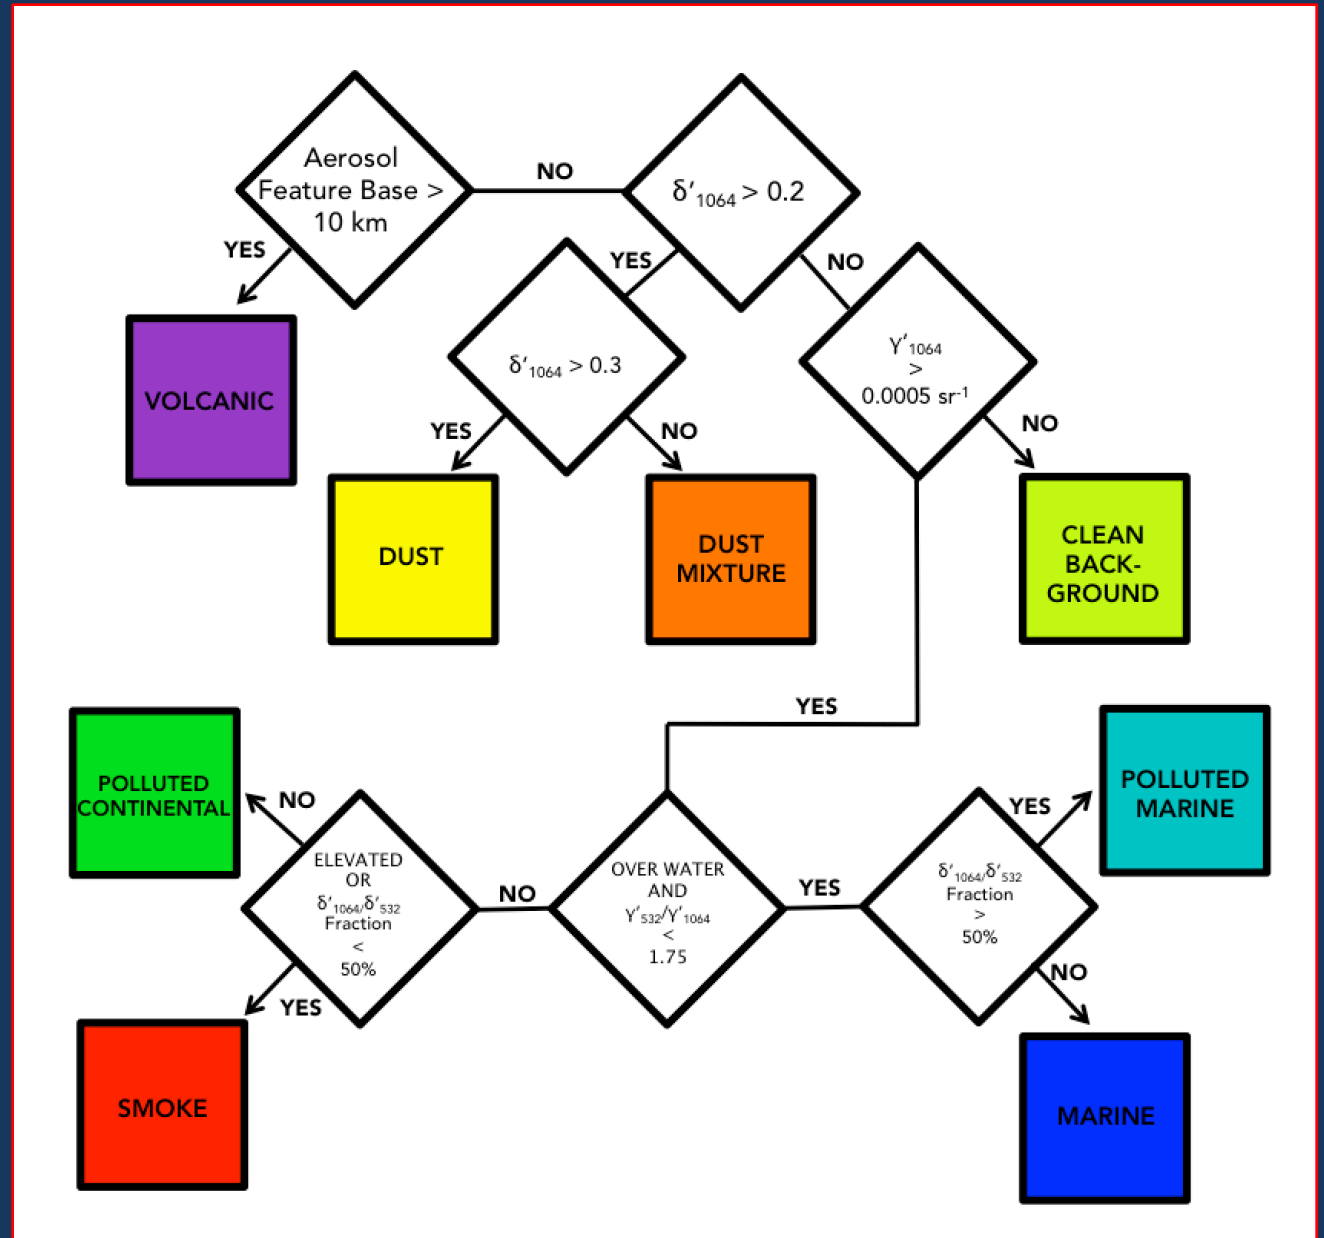 Aerosol
Feature Base >
10 km
NO
δ′1064 > 0.2
YES
YES
NO
δ′1064 > 0.3
γ′1064
>
0.0005 sr-1
VOLCANIC
YES
NO
NO
DUST
DUST
MIXTURE
CLEAN
BACK-
GROUND
YES
POLLUTED
CONTINENTAL
NO
ELEVATED
OR
δ′1064/δ′532
Fraction
<
50%
YES
NO
OVER WATER
AND
γ′532/γ′1064
<
1.75
YES
δ′1064/δ′532
Fraction
>
50%
YES
NO
POLLUTED
MARINE
SMOKE
MARINE